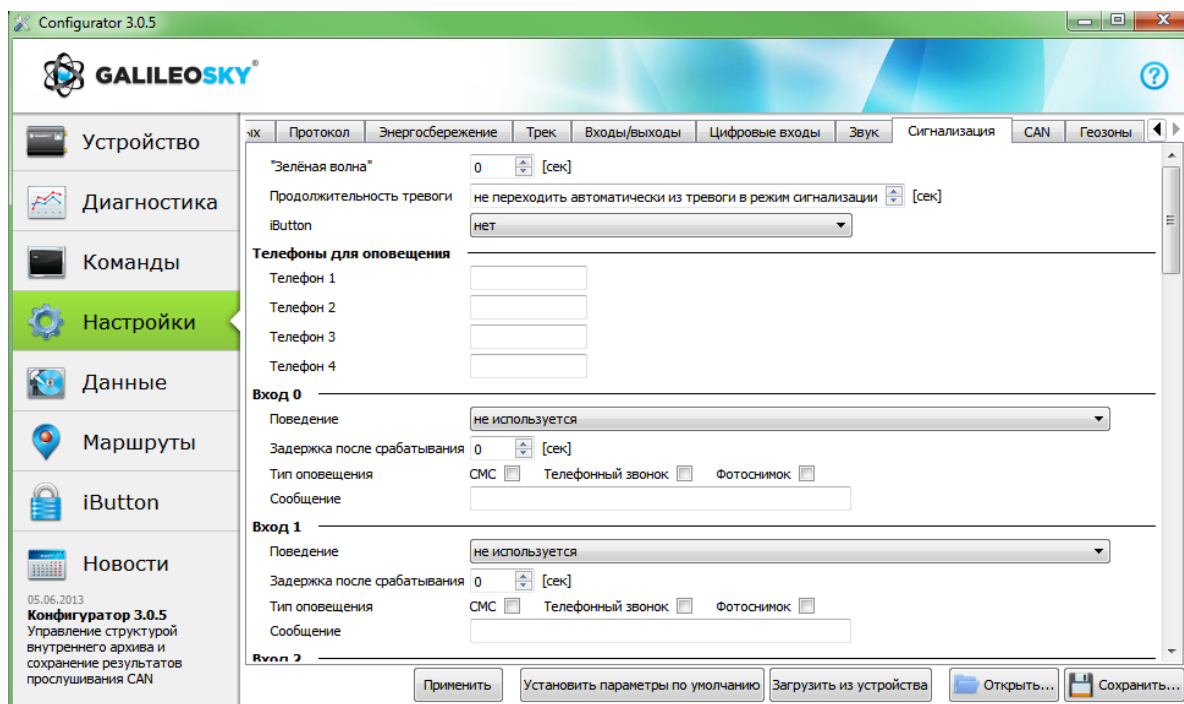 Configurator 3.0.5
GALILEOSKY®
?
Устройство
Диагностика
Команды
Настройки
Данные
Маршруты
iButton
Новости
05.06.2013
Конфигуратор 3.0.5
Управление структурой
внутреннего архива и
сохранение результатов
прослушивания CAN
ых Протокол Энергосбережение Трек Входы/выходы Цифровые входы Звук Сигнализация CAN Геозоны
"Зелёная волна" 0 [сек]
Продолжительность тревоги не переходить автоматически из тревоги в режим сигнализации [сек]
iButton нет
Телефоны для оповещения
Телефон 1
Телефон 2
Телефон 3
Телефон 4
Вход 0
Поведение не используется
Задержка после срабатывания 0 [сек]
Тип оповещения СМС Телефонный звонок Фотоснимок
Сообщение
Вход 1
Поведение не используется
Задержка после срабатывания 0 [сек]
Тип оповещения СМС Телефонный звонок Фотоснимок
Сообщение
Вход 2
Применить Установить параметры по умолчанию Загрузить из устройства Открыть... Сохранить...